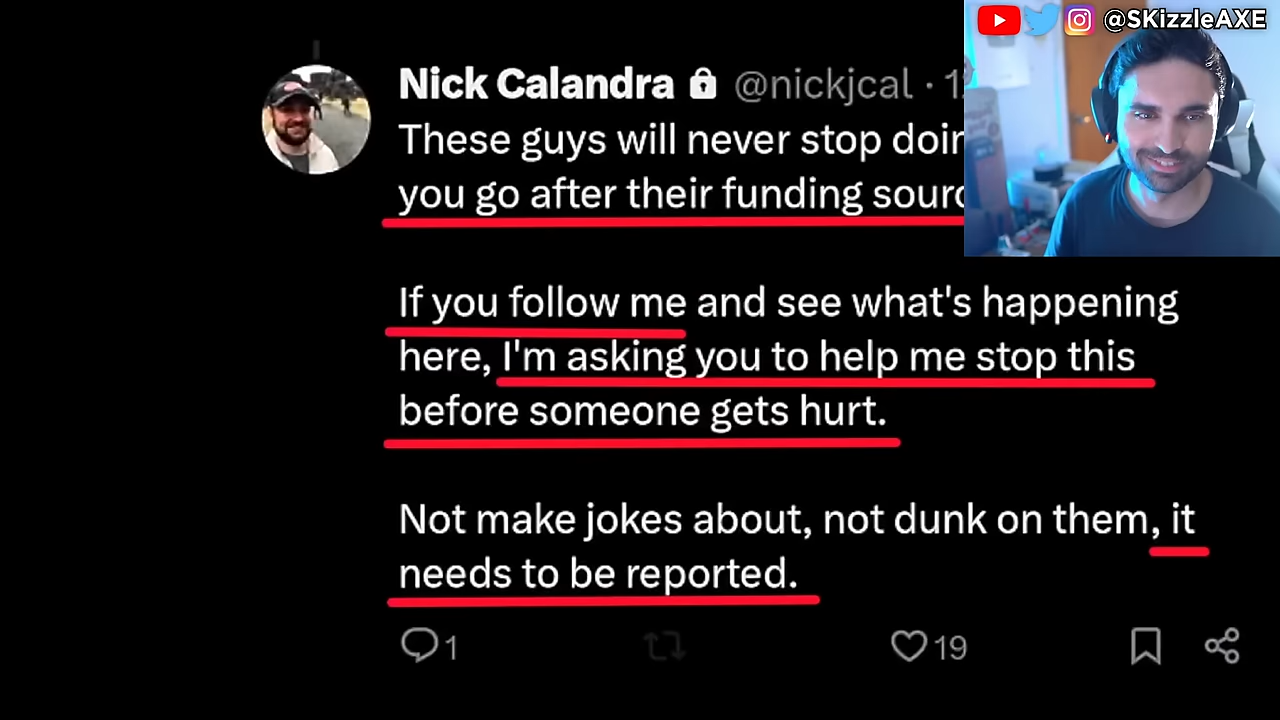 @SKizzleAXE
Nick Calandra @nickjcal ·
These guys will never stop
you go after their funding
If you follow me and see what's happening
here, I'm asking you to help me stop this
before someone gets hurt.
Not make jokes about, not dunk on them, it
needs to be reported.
1 19